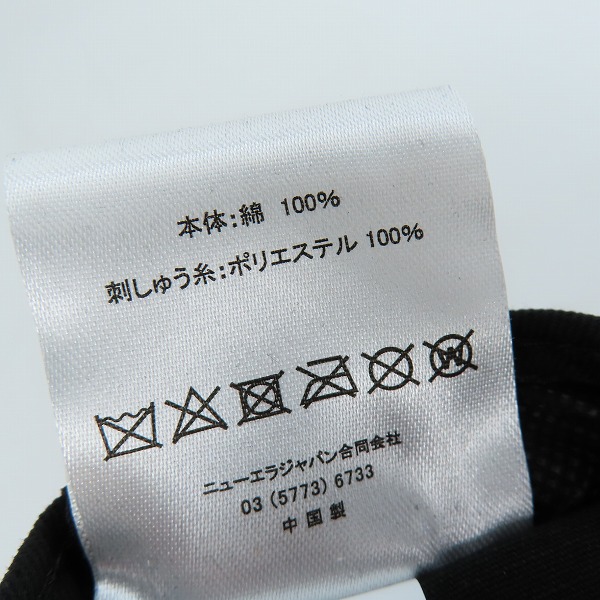 本体:綿 100%
刺しゅう糸:ポリエステル 100%
W
ニューエラジャパン合同会社
03 (5773) 6733
中国製